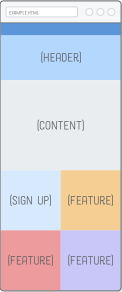 EXAMPLE.HTML
(HEADER)
(CONTENT)
(SIGN UP) (FEATURE)
(FEATURE) (FEATURE)